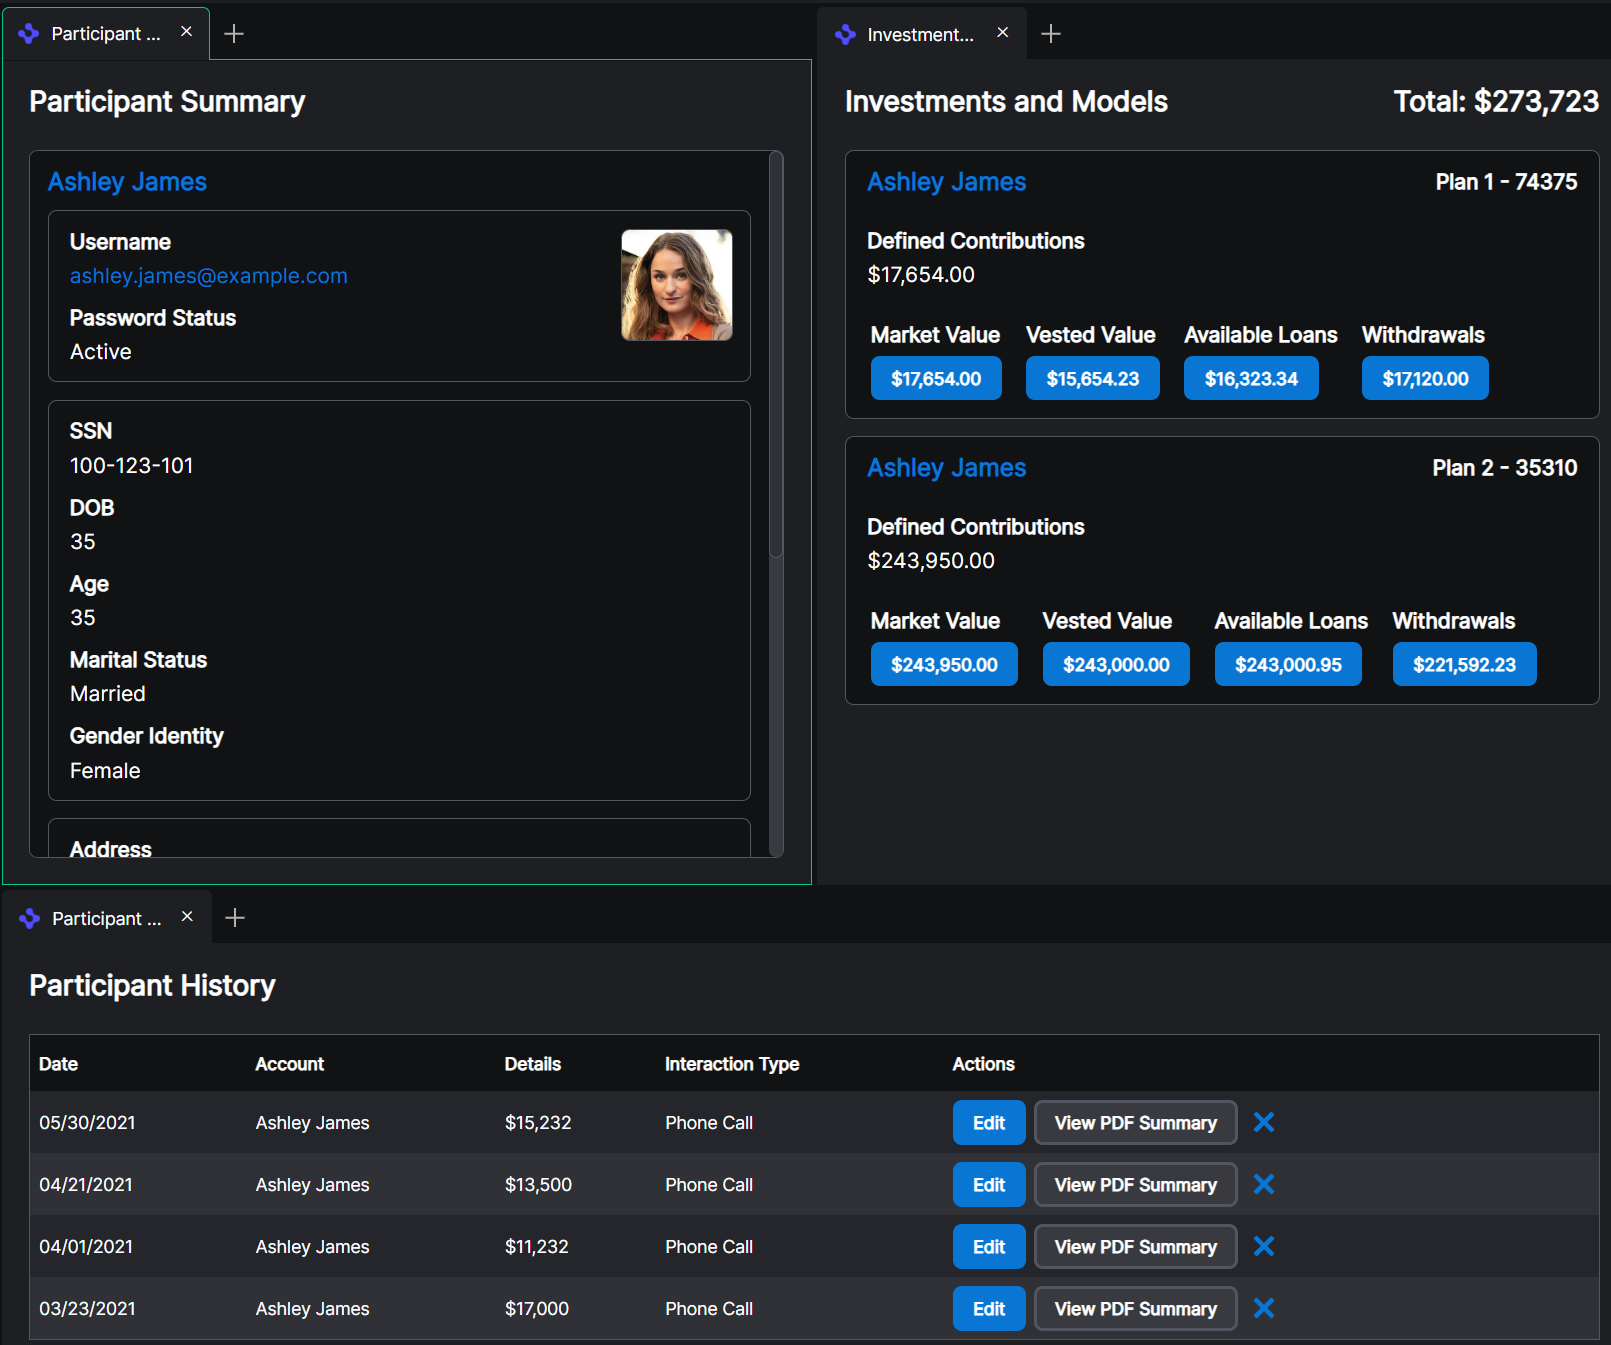 Participant ...
Participant Summary
Ashley James
Username
ashley.james@example.com
Password Status
Active
SSN
100-123-101
DOB
35
Age
35
Marital Status
Married
Gender Identity
Female
Address
Investment...
Investments and Models Total: $273,723
Ashley James Plan 1 - 74375
Defined Contributions
$17,654.00
Market Value Vested Value Available Loans Withdrawals
$17,654.00 $15,654.23 $16,323.34 $17,120.00
Ashley James Plan 2 - 35310
Defined Contributions
$243,950.00
Market Value Vested Value Available Loans Withdrawals
$243,950.00 $243,000.00 $243,000.95 $221,592.23
Participant ...
Participant History
Date Account Details Interaction Type Actions
05/30/2021 Ashley James $15,232 Phone Call Edit View PDF Summary
04/21/2021 Ashley James $13,500 Phone Call Edit View PDF Summary
04/01/2021 Ashley James $11,232 Phone Call Edit View PDF Summary
03/23/2021 Ashley James $17,000 Phone Call Edit View PDF Summary